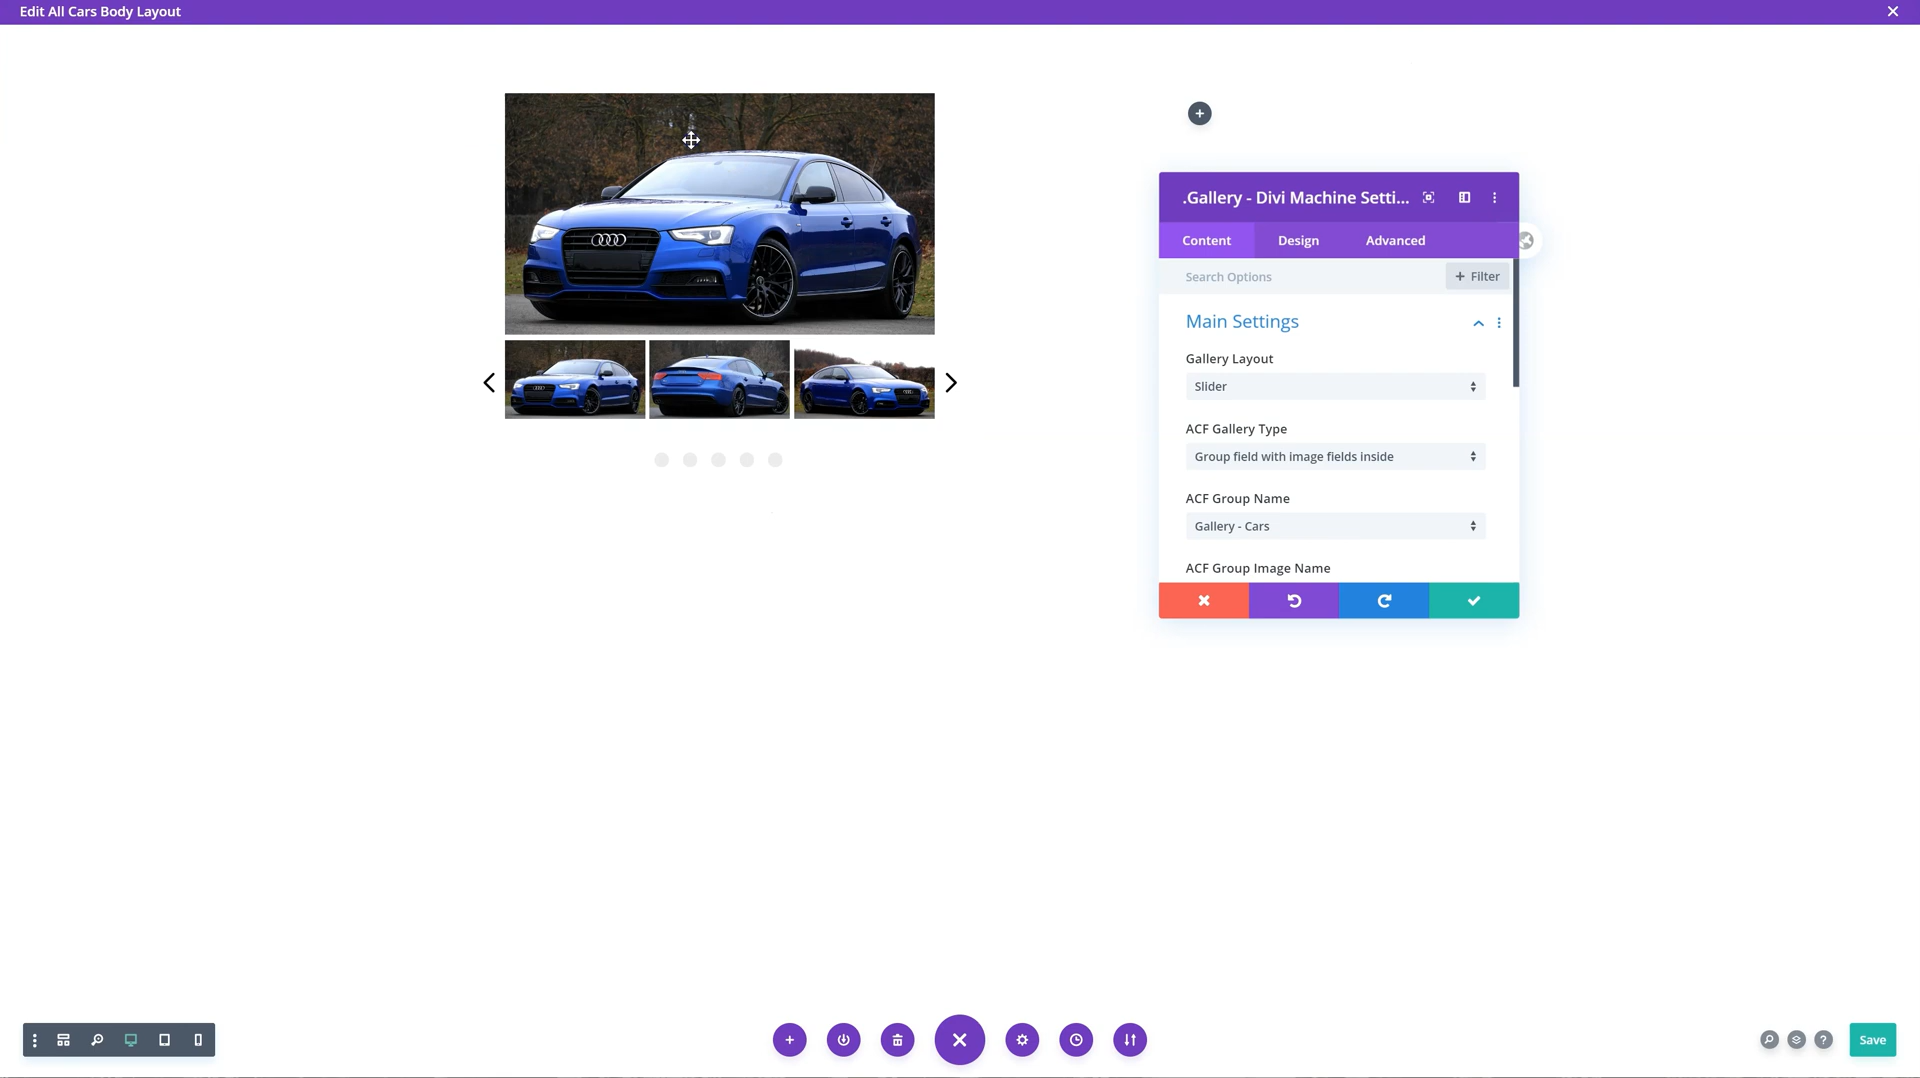 Edit All Cars Body Layout
.Gallery - Divi Machine Setti...
Content
Design
Advanced
Search Options
+ Filter
Main Settings
Gallery Layout
Slider
ACF Gallery Type
Group field with image fields inside
ACF Group Name
Gallery - Cars
ACF Group Image Name
Save